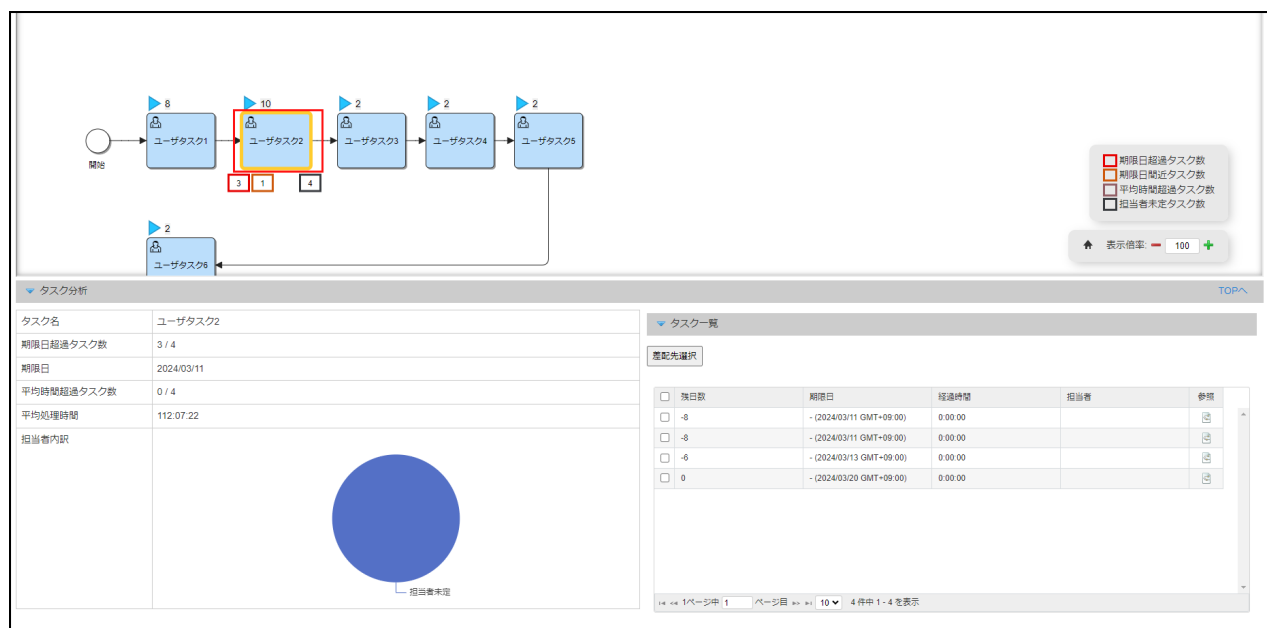 8
10
2
2
2
ユーザタスク1
ユーザタスク2
ユーザタスク3
ユーザタスク4
ユーザタスク5
開始
3
1
4
期限日超過タスク数
期限日間近タスク数
平均時間超過タスク数
担当者未定タスク数
2
ユーザタスク6
表示倍率:
100
タスク分析
TOPへ
タスク名 ユーザタスク2
期限日超過タスク数 3 / 4
期限日 2024/03/11
平均時間超過タスク数 0 / 4
平均処理時間 112:07:22
担当者内訳
担当者未定
タスク一覧
差配先選択
残日数 期限日 経過時間 担当者 参照
-8 - (2024/03/11 GMT+09:00) 0:00:00
-8 - (2024/03/11 GMT+09:00) 0:00:00
-6 - (2024/03/13 GMT+09:00) 0:00:00
0 - (2024/03/20 GMT+09:00) 0:00:00
1ページ中 1 ページ目 10 4 件中 1 - 4 を表示